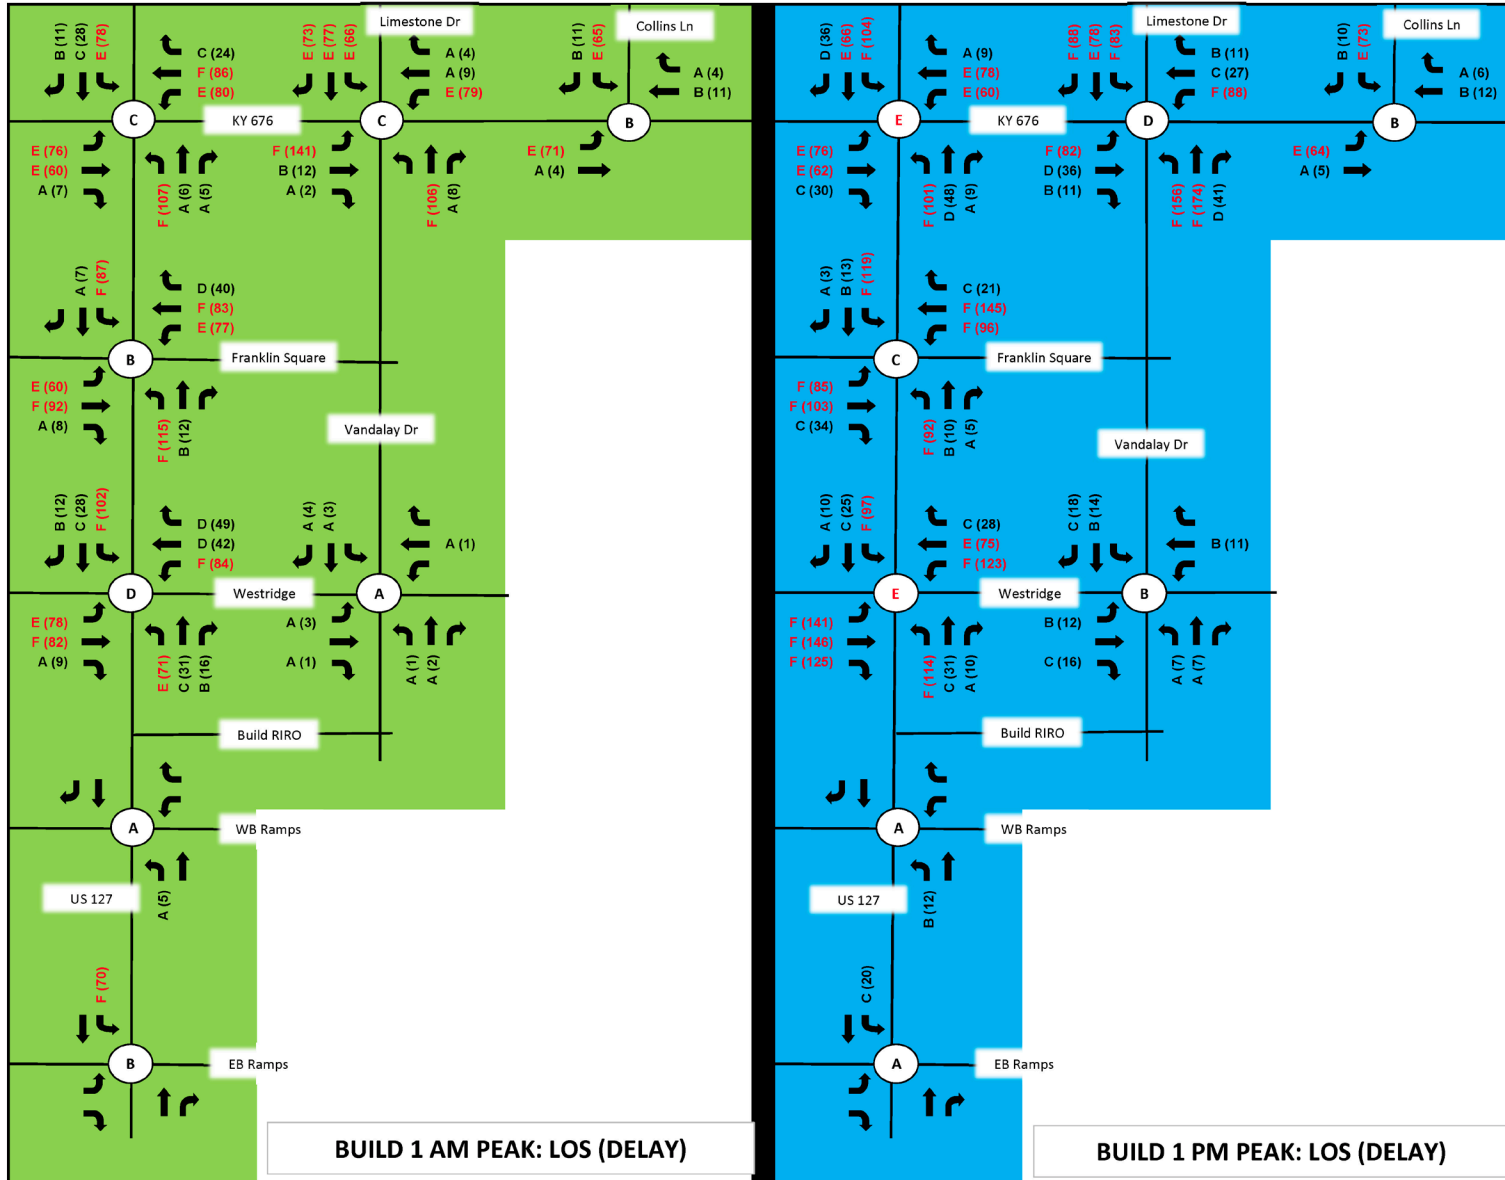 Limestone Dr
Collins Ln
B (11)
C (28)
E (78)
C (24)
F (86)
E (80)
E (73)
E (77)
E (66)
A (4)
A (9)
E (79)
B (11)
E (65)
A (4)
B (11)
C
KY 676
C
B
E (76)
E (60)
A (7)
F (107)
A (6)
A (5)
F (141)
B (12)
A (2)
F (106)
A (8)
E (71)
A (4)
A (7)
F (87)
D (40)
F (83)
E (77)
B
Franklin Square
E (60)
F (92)
A (8)
F (115)
B (12)
Vandalay Dr
B (12)
C (28)
F (102)
D (49)
D (42)
F (84)
A (4)
A (3)
A (1)
D
Westridge
A
E (78)
F (82)
A (9)
E (71)
C (31)
B (16)
A (3)
A (1)
A (1)
A (2)
Build RIRO
A
WB Ramps
US 127
A (5)
F (70)
B
EB Ramps
BUILD 1 AM PEAK: LOS (DELAY)
Limestone Dr
Collins Ln
D (36)
E (66)
F (104)
A (9)
E (78)
E (60)
F (88)
E (78)
F (83)
B (11)
C (27)
F (88)
B (10)
E (73)
A (6)
B (12)
E
KY 676
D
B
E (76)
E (62)
C (30)
F (101)
D (48)
A (9)
F (82)
D (36)
B (11)
F (156)
F (174)
D (41)
E (64)
A (5)
A (3)
B (13)
F (119)
C (21)
F (145)
F (96)
C
Franklin Square
F (85)
F (103)
C (34)
F (92)
B (10)
A (5)
Vandalay Dr
A (10)
C (25)
F (97)
C (28)
E (75)
F (123)
C (18)
B (14)
B (11)
E
Westridge
B
F (141)
F (146)
F (125)
F (114)
C (31)
A (10)
B (12)
C (16)
A (7)
A (7)
Build RIRO
A
WB Ramps
US 127
B (12)
C (20)
A
EB Ramps
BUILD 1 PM PEAK: LOS (DELAY)